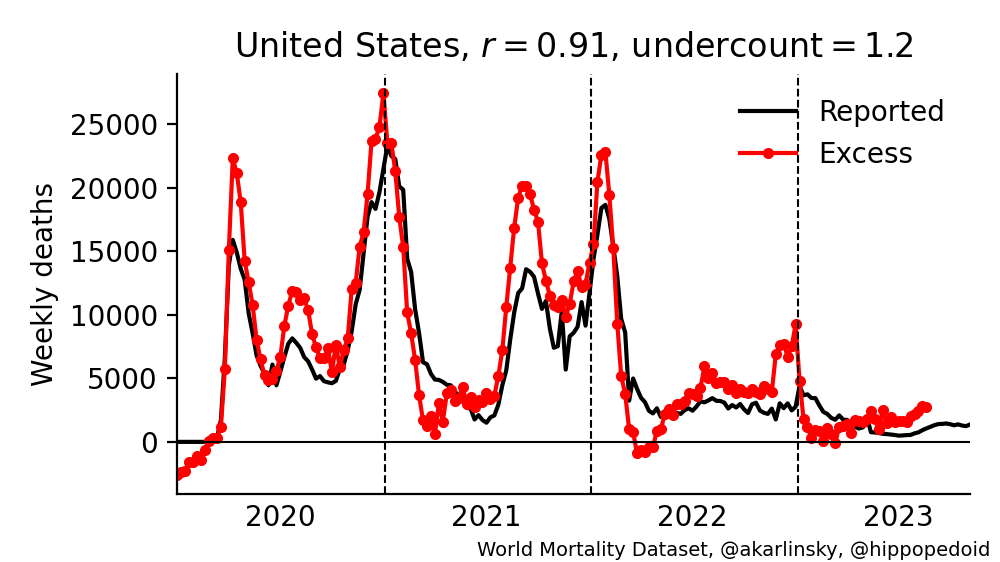 United States, r = 0.91, undercount = 1.2
Weekly deaths
25000
20000
15000
10000
5000
0
Reported
Excess
2020 2021 2022 2023
World Mortality Dataset, @akarlinsky, @hippopedoid